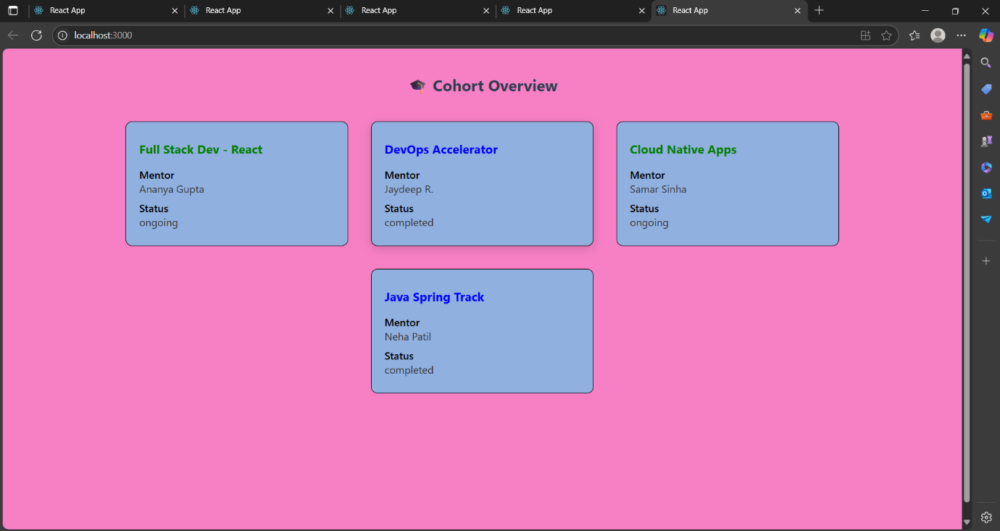 React App
React App
React App
React App
React App
localhost:3000
🎓 Cohort Overview
Full Stack Dev - React
Mentor
Ananya Gupta
Status
ongoing
DevOps Accelerator
Mentor
Jaydeep R.
Status
completed
Cloud Native Apps
Mentor
Samar Sinha
Status
ongoing
Java Spring Track
Mentor
Neha Patil
Status
completed